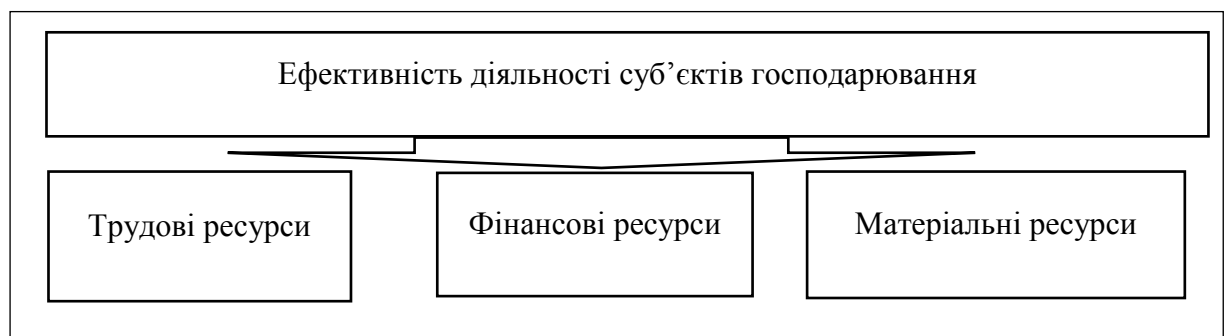 Ефективність діяльності суб’єктів господарювання
Трудові ресурси
Фінансові ресурси
Матеріальні ресурси